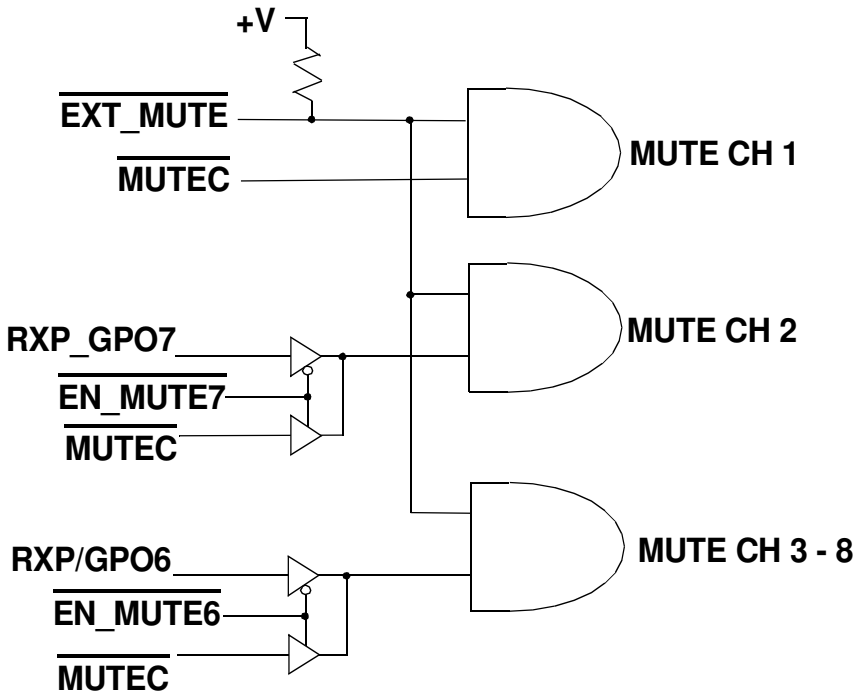 +V
EXT_MUTE
MUTEC
MUTE CH 1
RXP_GPO7
EN_MUTE7
MUTEC
MUTE CH 2
RXP/GPO6
EN_MUTE6
MUTEC
MUTE CH 3 - 8